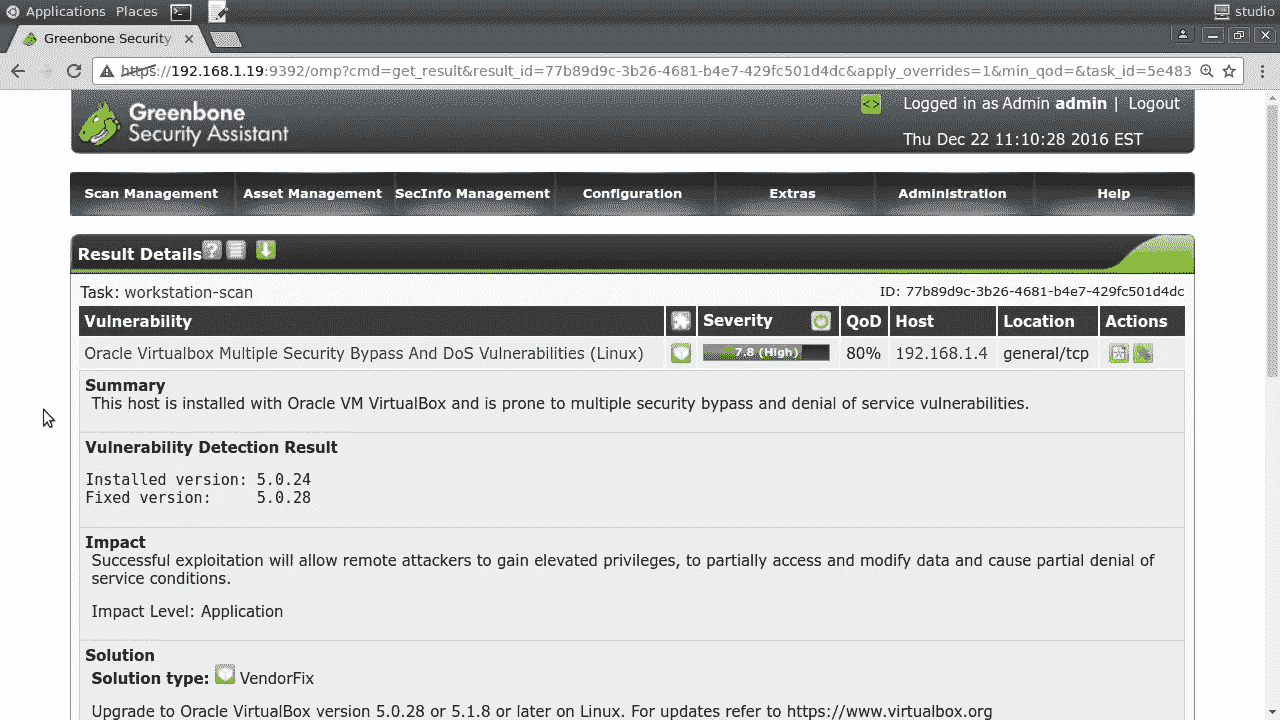 Applications Places studio
Greenbone Security
https://192.168.1.19:9392/omp?cmd=get_result&result_id=77b89d9c-3b26-4681-b4e7-429fc501d4dc&apply_overrides=1&min_qod=&task_id=5e483
Greenbone
Security Assistant
Logged in as Admin admin | Logout
Thu Dec 22 11:10:28 2016 EST
Scan Management Asset Management SecInfo Management Configuration Extras Administration Help
Result Details
Task: workstation-scan ID: 77b89d9c-3b26-4681-b4e7-429fc501d4dc
Vulnerability Severity QoD Host Location Actions
Oracle Virtualbox Multiple Security Bypass And DoS Vulnerabilities (Linux) 7.8 (High) 80% 192.168.1.4 general/tcp
Summary
This host is installed with Oracle VM VirtualBox and is prone to multiple security bypass and denial of service vulnerabilities.
Vulnerability Detection Result
Installed version: 5.0.24
Fixed version: 5.0.28
Impact
Successful exploitation will allow remote attackers to gain elevated privileges, to partially access and modify data and cause partial denial of
service conditions.
Impact Level: Application
Solution
Solution type: VendorFix
Upgrade to Oracle VirtualBox version 5.0.28 or 5.1.8 or later on Linux. For updates refer to https://www.virtualbox.org